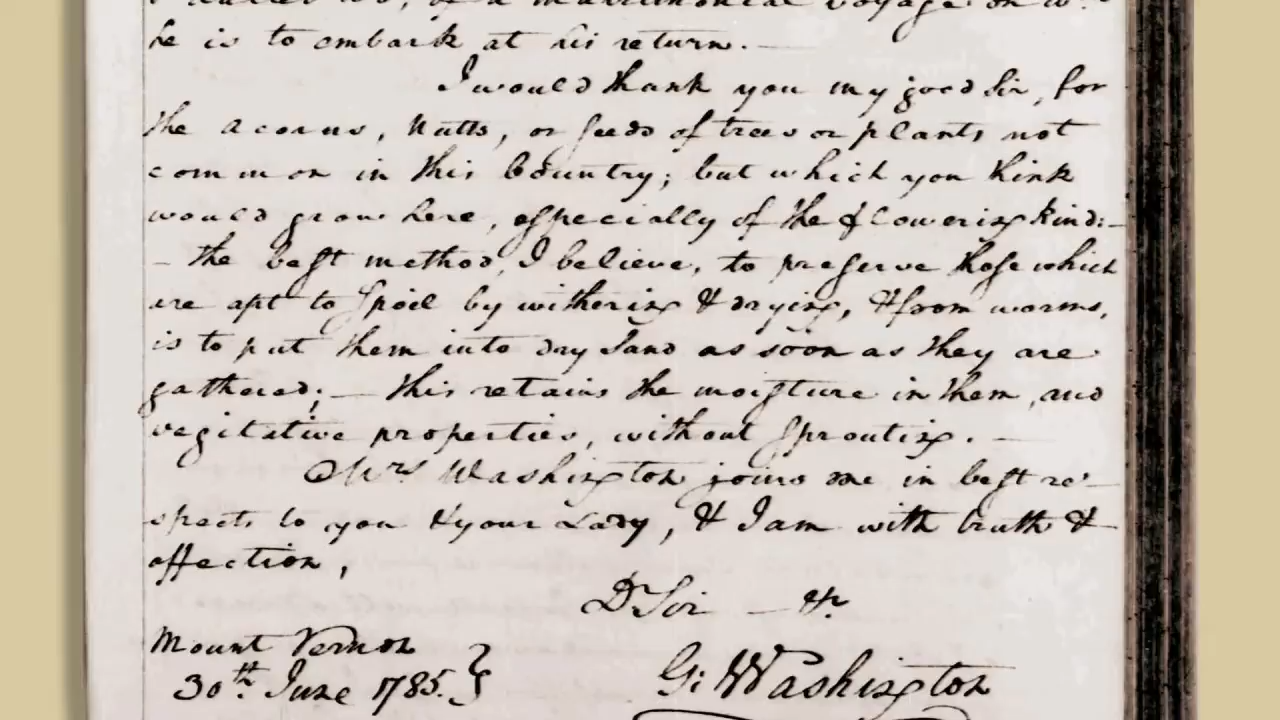 of a matrimonial voyage on wch.
he is to embark at his return.—
I would thank you my good Sir, for
the acorns, Nutts, or seeds of trees or plants not
common in this Country; but which you think
would grow here, especially of the flowering kind:—
— the best method, I believe, to preserve those which
are apt to spoil by withering & drying, & from worms,
is to put them into dry sand as soon as they are
gathered; — this retains the moisture in them, and
vegitative properties, without sprouting. —
Mrs. Washington joins me in best re-
spects to you & your Lady, & I am with truth &
affection,
Dr Sir — &c.
Mount Vernon
30th. June 1785. }
G: Washington